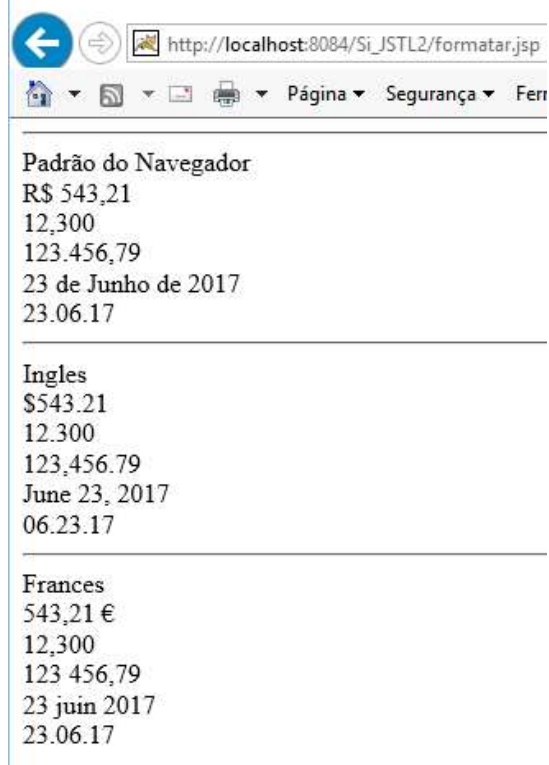 http://localhost:8084/Si_JSTL2/formatar.jsp
Página Segurança
Padrão do Navegador
R$ 543,21
12,300
123.456,79
23 de Junho de 2017
23.06.17
Ingles
$543.21
12.300
123,456.79
June 23, 2017
06.23.17
Frances
543,21 €
12,300
123 456,79
23 juin 2017
23.06.17